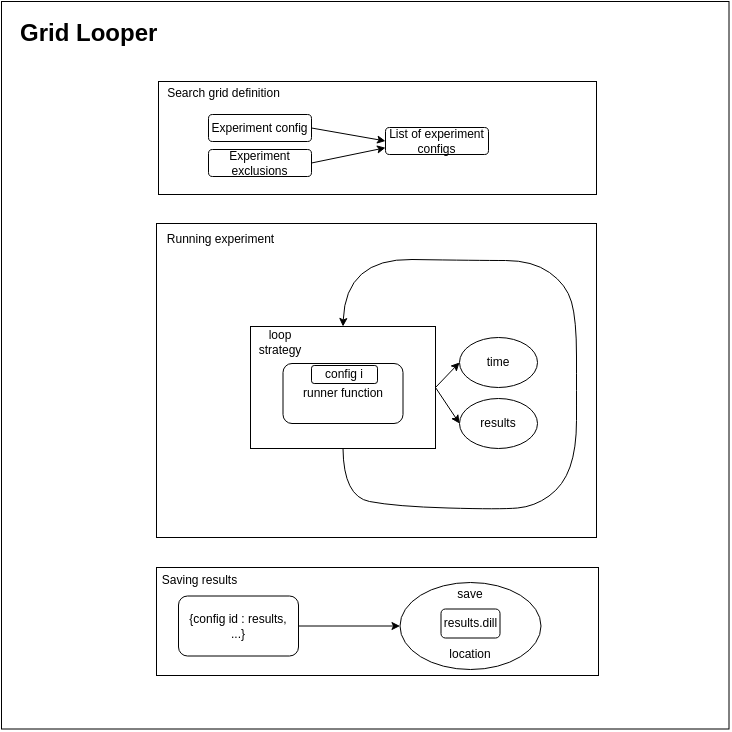 Grid Looper
Search grid definition
Experiment config
Experiment
exclusions
List of experiment
configs
Running experiment
loop
strategy
config i
runner function
time
results
Saving results
{config id : results,
...}
save
results.dill
location